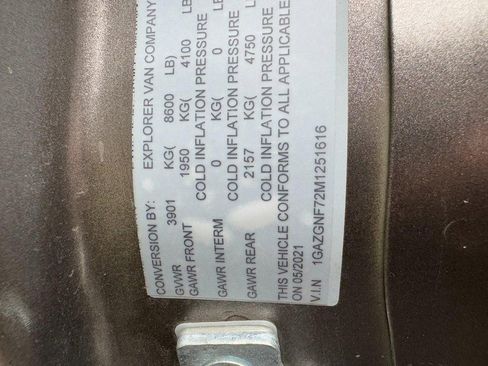 CONVERSION BY: EXPLORER VAN COMPANY
GVWR 3901 KG( 8600 LB)
GAWR FRONT 1950 KG( 4100 LB
COLD INFLATION PRESSURE
GAWR INTERM 0 KG( 0 LB
COLD INFLATION PRESSURE
GAWR REAR 2157 KG( 4750 LB
COLD INFLATION PRESSURE
THIS VEHICLE CONFORMS TO ALL APPLICABLE
ON 05/2021
V.I.N 1GAZGNF72M1251616